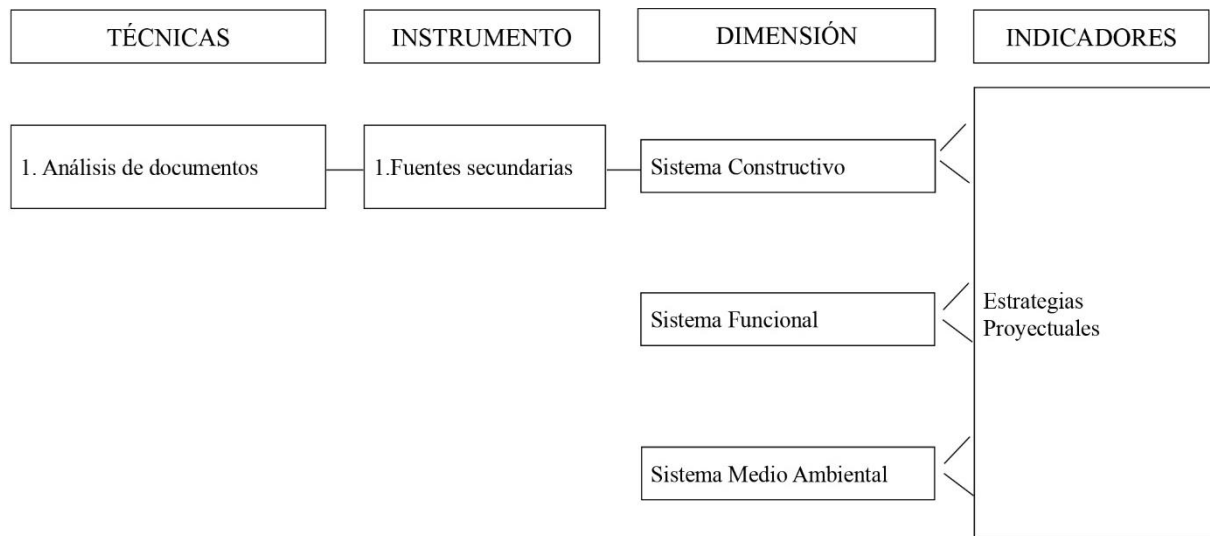 TÉCNICAS
INSTRUMENTO
DIMENSIÓN
INDICADORES
1. Análisis de documentos
1.Fuentes secundarias
Sistema Constructivo
Sistema Funcional
Estrategias
Proyectuales
Sistema Medio Ambiental